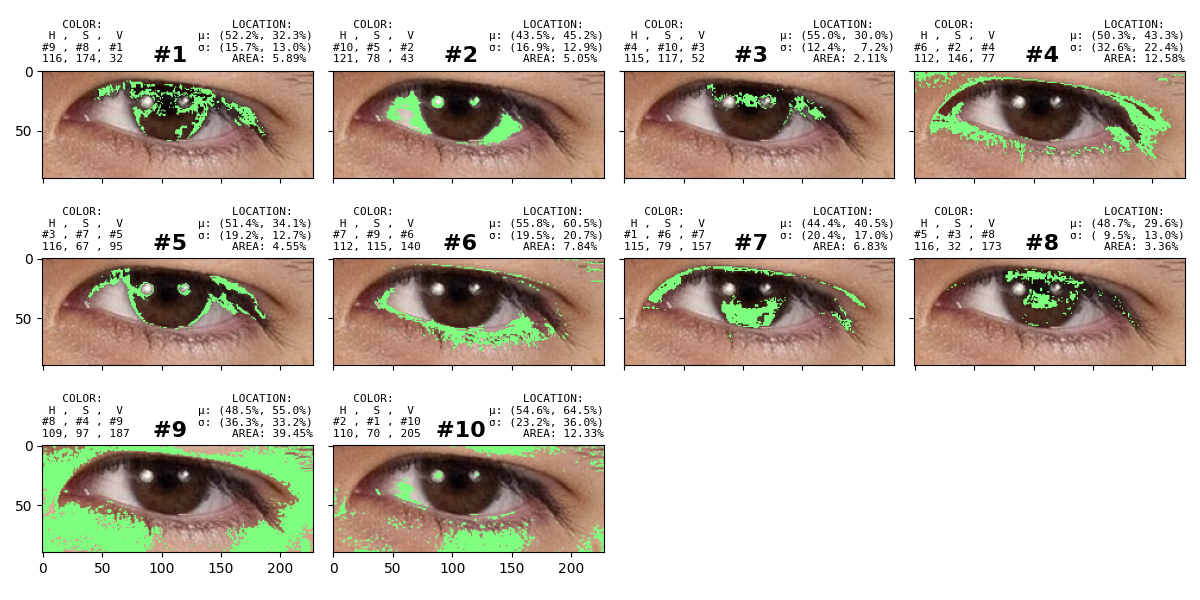 COLOR: LOCATION:
H , S , V μ: (52.2%, 32.3%)
#9 , #8 , #1 σ: (15.7%, 13.0%)
116, 174, 32 #1 AREA: 5.89%
COLOR: LOCATION:
H , S , V μ: (43.5%, 45.2%)
#10, #5 , #2 σ: (16.9%, 12.9%)
121, 78 , 43 #2 AREA: 5.05%
COLOR: LOCATION:
H , S , V μ: (55.0%, 30.0%)
#4 , #10, #3 σ: (12.4%, 7.2%)
115, 117, 52 #3 AREA: 2.11%
COLOR: LOCATION:
H , S , V μ: (50.3%, 43.3%)
#6 , #2 , #4 σ: (32.6%, 22.4%)
112, 146, 77 #4 AREA: 12.58%
0
50
COLOR: LOCATION:
H , S , V μ: (51.4%, 34.1%)
#3 , #7 , #5 σ: (19.2%, 12.7%)
116, 67 , 95 #5 AREA: 4.55%
COLOR: LOCATION:
H , S , V μ: (55.8%, 60.5%)
#7 , #9 , #6 σ: (19.5%, 20.7%)
112, 115, 140 #6 AREA: 7.84%
COLOR: LOCATION:
H , S , V μ: (44.4%, 40.5%)
#1 , #6 , #7 σ: (20.4%, 17.0%)
115, 79 , 157 #7 AREA: 6.83%
COLOR: LOCATION:
H , S , V μ: (48.7%, 29.6%)
#5 , #3 , #8 σ: ( 9.5%, 13.0%)
116, 32 , 173 #8 AREA: 3.36%
0
50
COLOR: LOCATION:
H , S , V μ: (48.5%, 55.0%)
#8 , #4 , #9 σ: (36.3%, 33.2%)
109, 97 , 187 #9 AREA: 39.45%
COLOR: LOCATION:
H , S , V μ: (54.6%, 64.5%)
#2 , #1 , #10 σ: (23.2%, 36.0%)
110, 70 , 205 #10 AREA: 12.33%
0
50
0 50 100 150 200
0 50 100 150 200